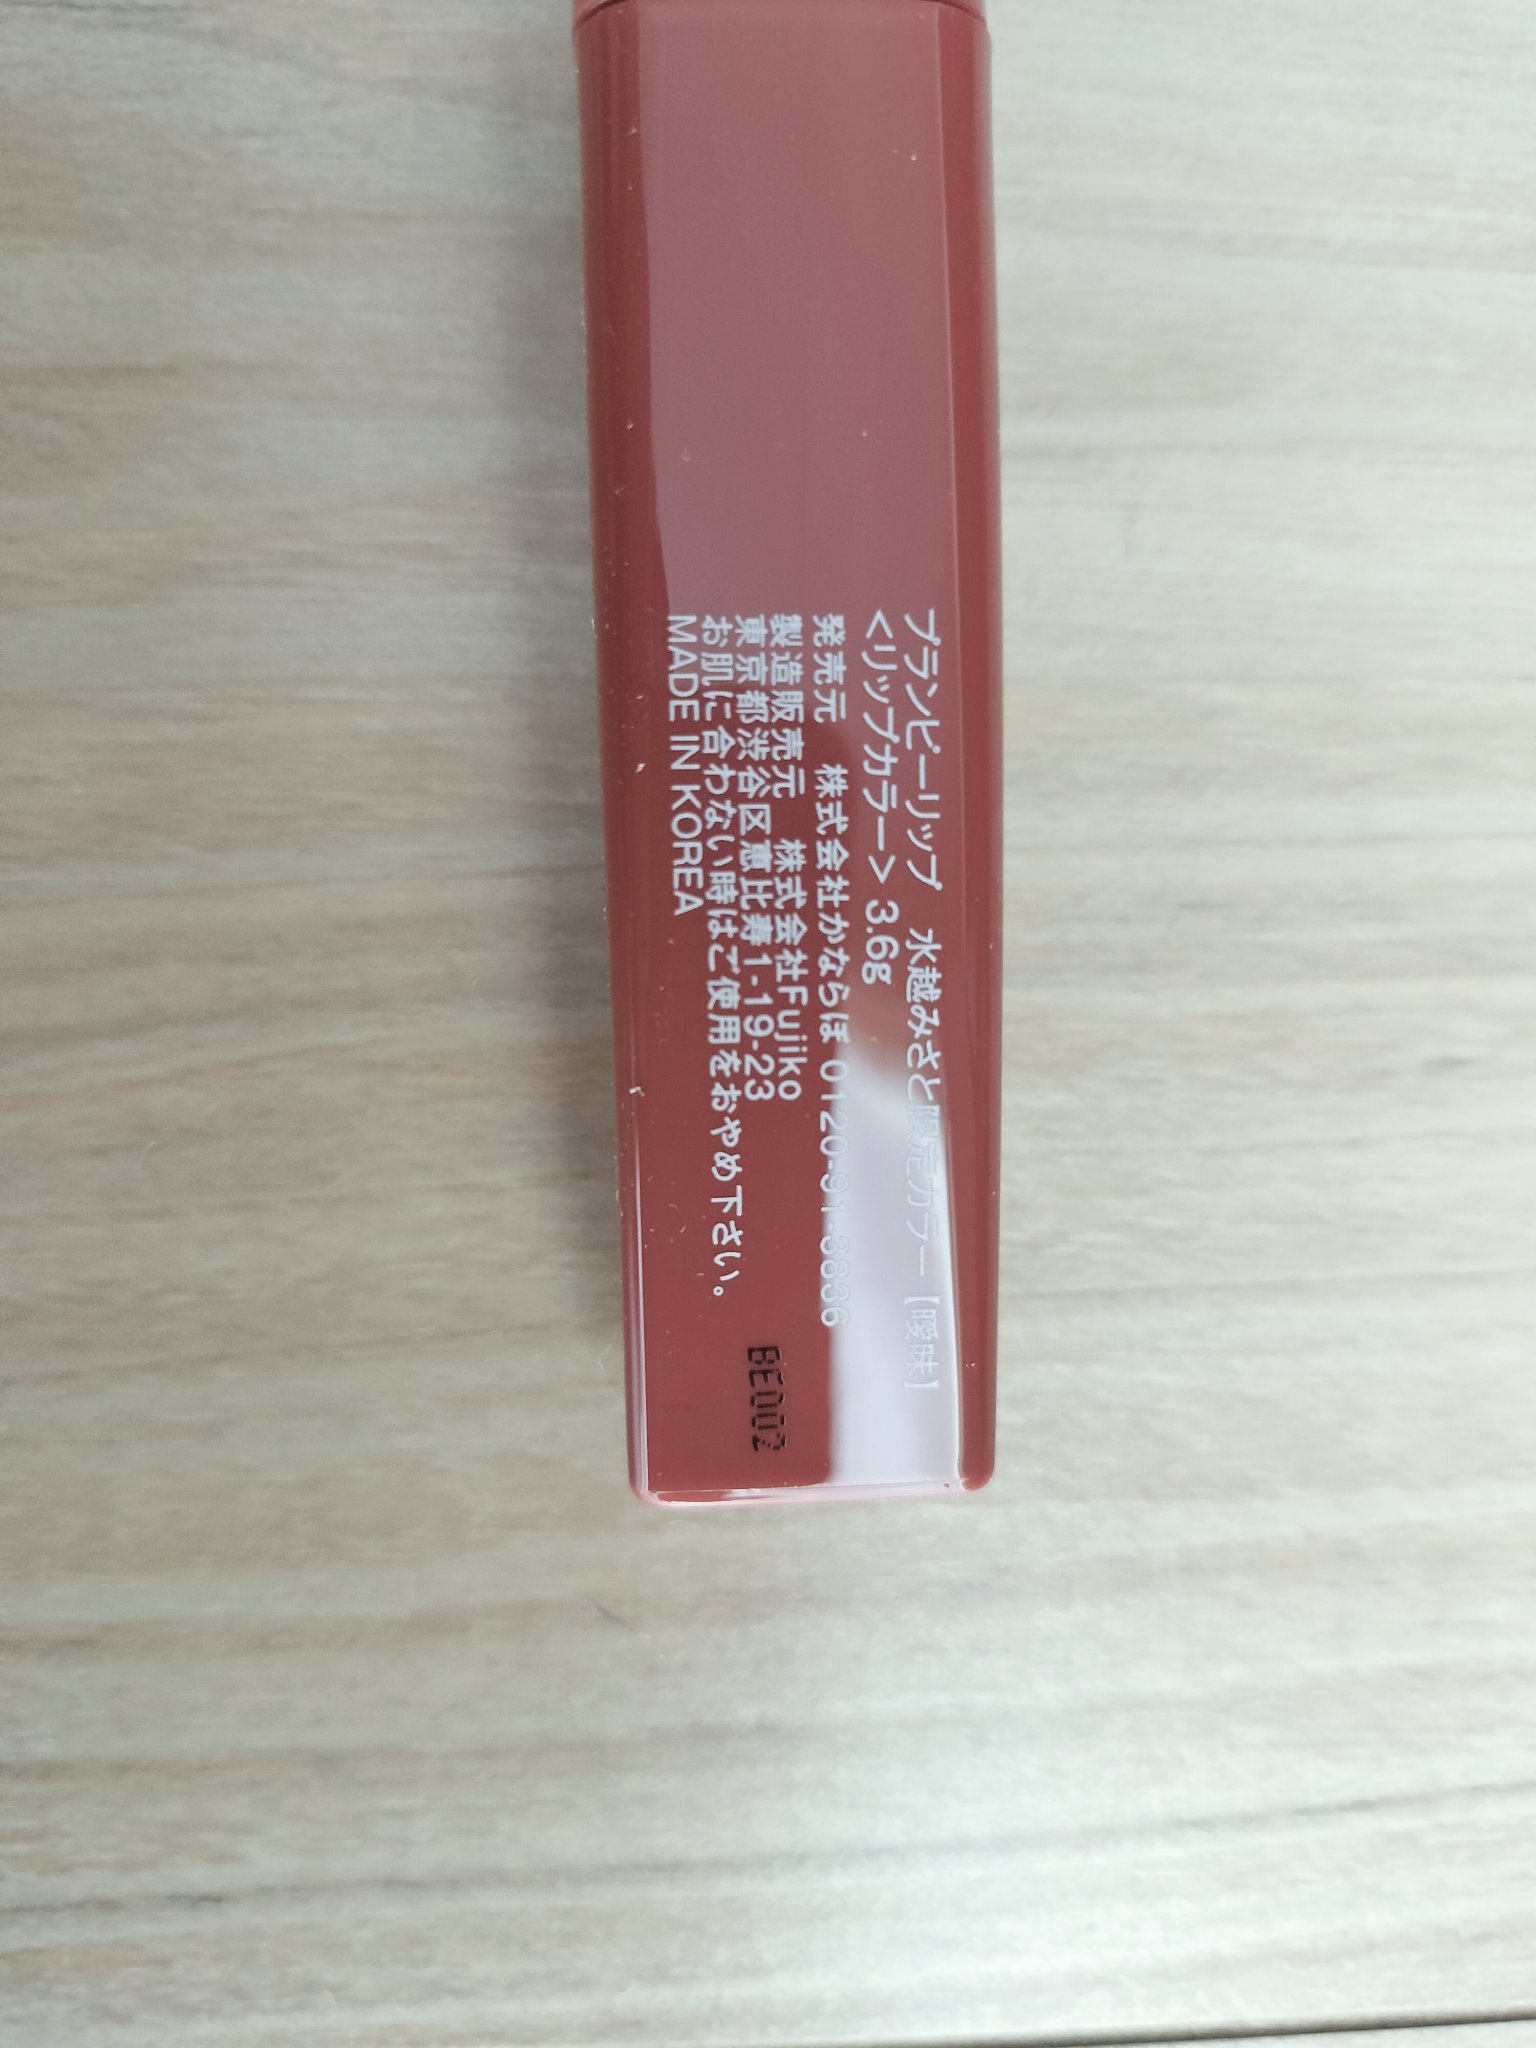 プランピーリップ　水越みさと限定カラー【曖昧】
<リップカラー> 3.6g
発売元　株式会社かならぼ 0120-91-3836
製造販売元　株式会社Fujiko
東京都渋谷区恵比寿1-19-23
お肌に合わない時はご使用をおやめ下さい。
MADE IN KOREA
BE002